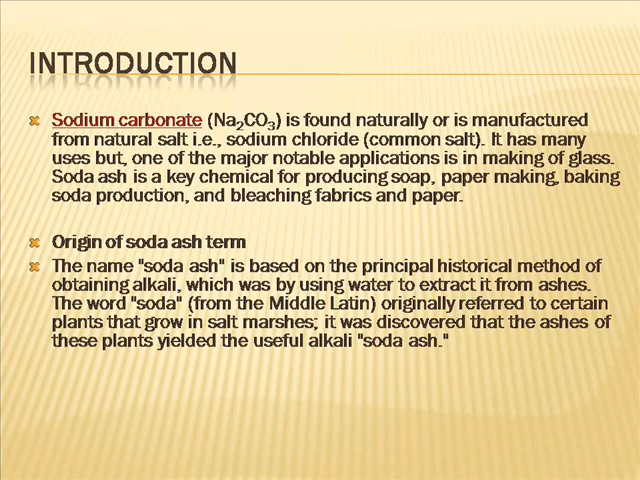 INTRODUCTION
Sodium carbonate (Na₂CO₃) is found naturally or is manufactured
from natural salt i.e., sodium chloride (common salt). It has many
uses but, one of the major notable applications is in making of glass.
Soda ash is a key chemical for producing soap, paper making, baking
soda production, and bleaching fabrics and paper.
Origin of soda ash term
The name "soda ash" is based on the principal historical method of
obtaining alkali, which was by using water to extract it from ashes.
The word "soda" (from the Middle Latin) originally referred to certain
plants that grow in salt marshes; it was discovered that the ashes of
these plants yielded the useful alkali "soda ash."